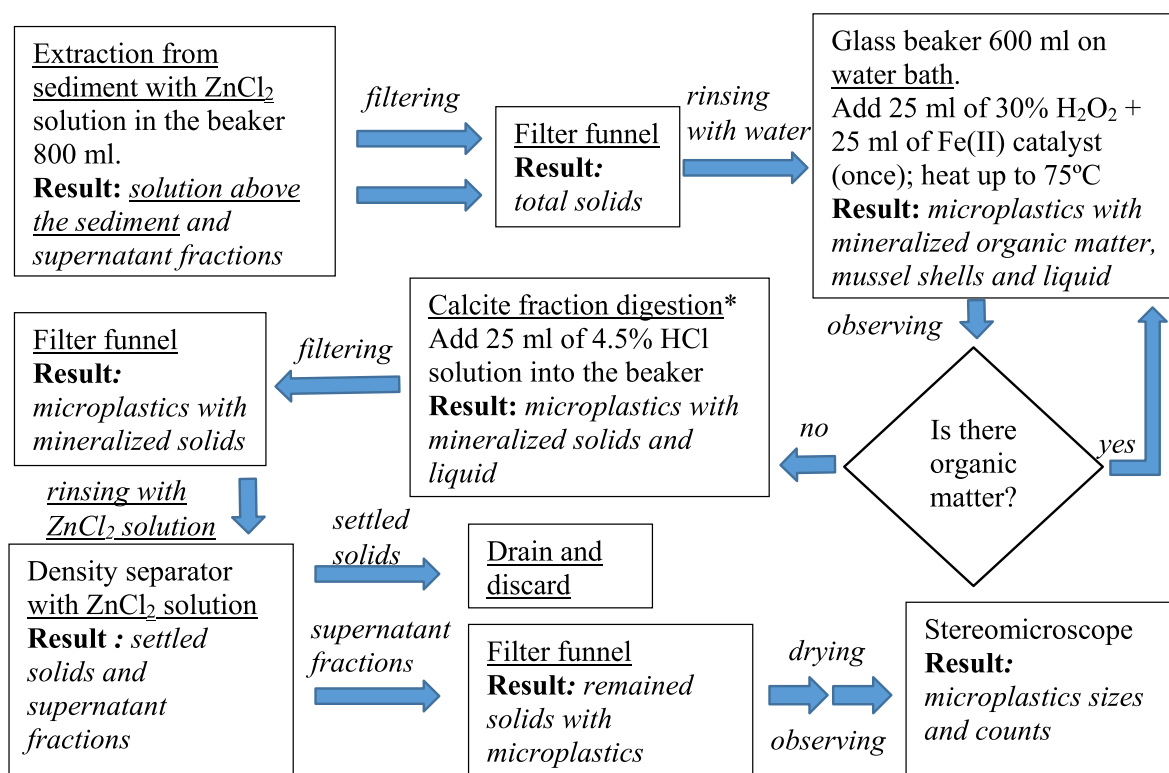 Extraction from
sediment with ZnCl₂
solution in the beaker
800 ml.
Result: solution above
the sediment and
supernatant fractions
filtering
Filter funnel
Result:
total solids
rinsing
with water
Glass beaker 600 ml on
water bath.
Add 25 ml of 30% H₂O₂ +
25 ml of Fe(II) catalyst
(once); heat up to 75ºC
Result: microplastics with
mineralized organic matter,
mussel shells and liquid
observing
Is there
organic
matter?
yes
no
Calcite fraction digestion*
Add 25 ml of 4.5% HCl
solution into the beaker
Result: microplastics with
mineralized solids and
liquid
filtering
Filter funnel
Result:
microplastics with
mineralized solids
rinsing with
ZnCl₂ solution
Density separator
with ZnCl₂ solution
Result : settled
solids and
supernatant
fractions
settled
solids
Drain and
discard
supernatant
fractions
Filter funnel
Result: remained
solids with
microplastics
drying
observing
Stereomicroscope
Result:
microplastics sizes
and counts